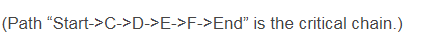 (Path “Start->C->D->E->F->End” is the critical chain.)